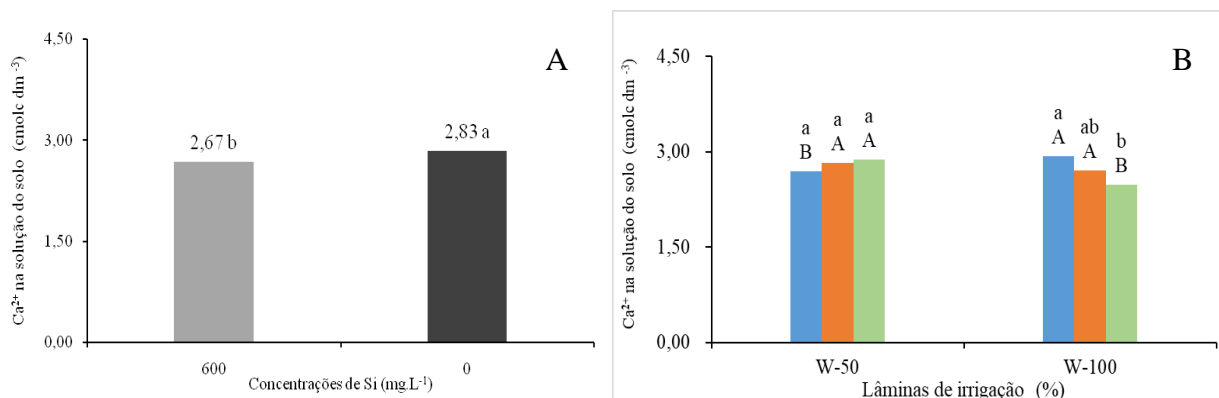 A
4,50
3,00
1,50
0,00
Ca²⁺ na solução do solo (cmolc dm ⁻³)
2,67 b
2,83 a
600
0
Concentrações de Si (mg.L⁻¹)
B
4,50
3,00
1,50
0,00
Ca²⁺ na solução do solo (cmolc dm ⁻³)
a a a
B A A
a ab b
A A B
W-50
W-100
Lâminas de irrigação (%)